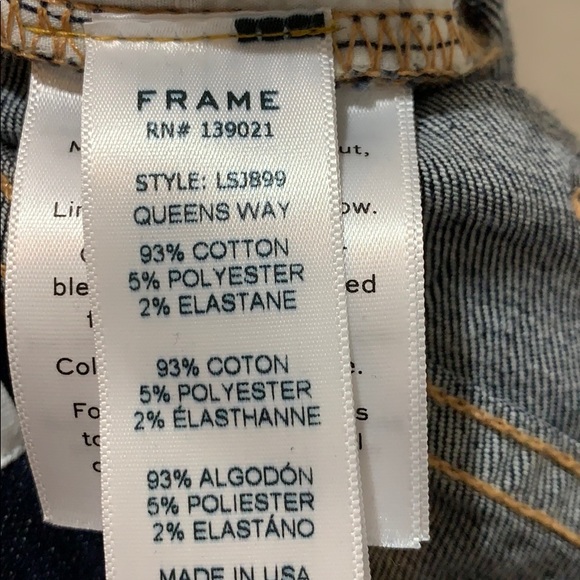 FRAME
RN# 139021
STYLE: LSJ899
QUEENS WAY
93% COTTON
5% POLYESTER
2% ELASTANE
93% COTON
5% POLYESTER
2% ÉLASTHANNE
93% ALGODÓN
5% POLIESTER
2% ELASTÁNO
MADE IN USA